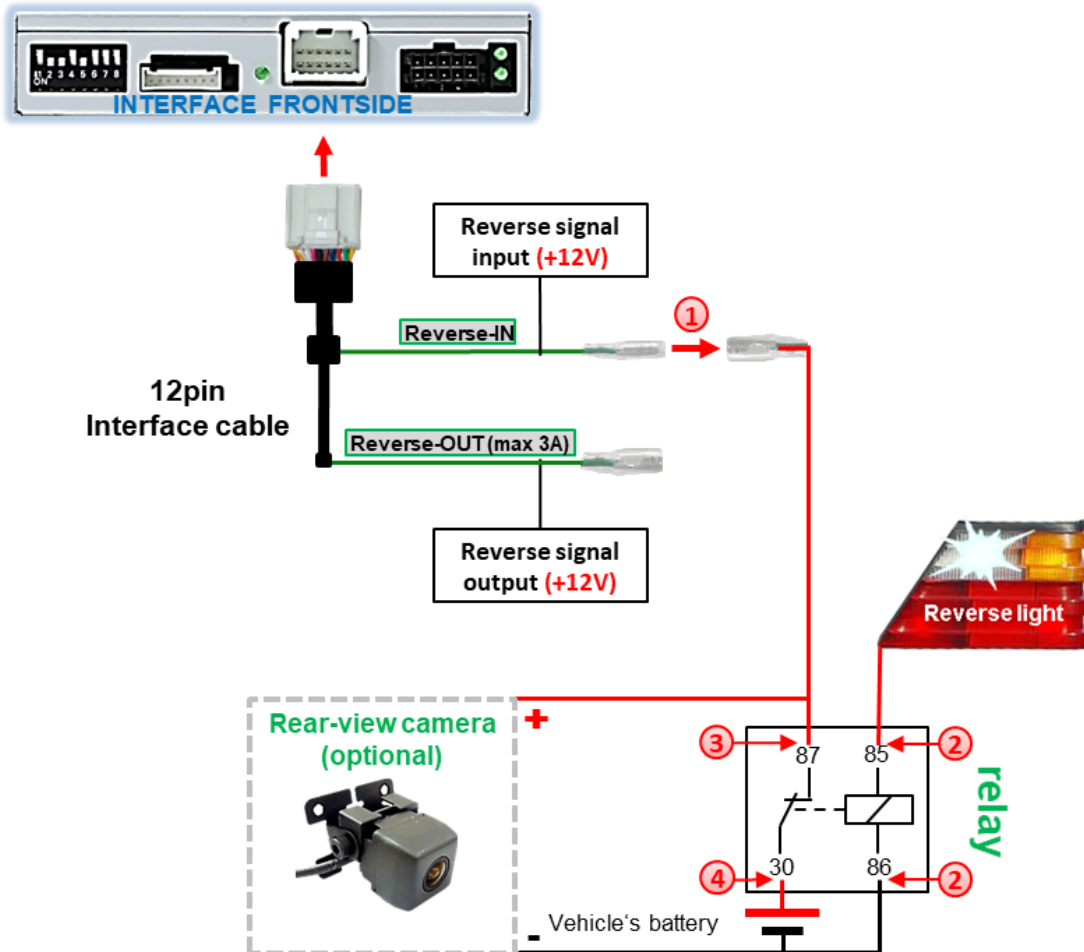 ON
1 2 3 4 5 6 7 8
INTERFACE FRONTSIDE
Reverse signal
input (+12V)
1
Reverse-IN
12pin
Interface cable
Reverse-OUT (max 3A)
Reverse signal
output (+12V)
Reverse light
Rear-view camera
(optional)
+
3
87
85
2
relay
4
30
86
2
Vehicle‘s battery
-